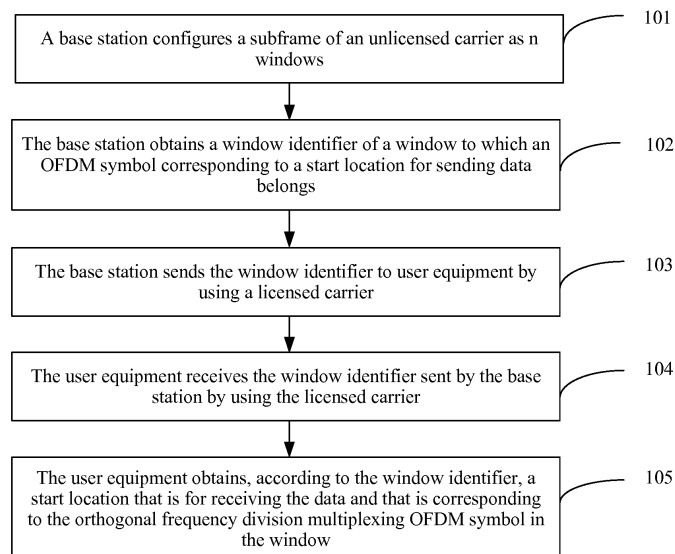 101
A base station configures a subframe of an unlicensed carrier as n
windows
102
The base station obtains a window identifier of a window to which an
OFDM symbol corresponding to a start location for sending data
belongs
103
The base station sends the window identifier to user equipment by
using a licensed carrier
104
The user equipment receives the window identifier sent by the base
station by using the licensed carrier
105
The user equipment obtains, according to the window identifier, a
start location that is for receiving the data and that is corresponding
to the orthogonal frequency division multiplexing OFDM symbol in
the window